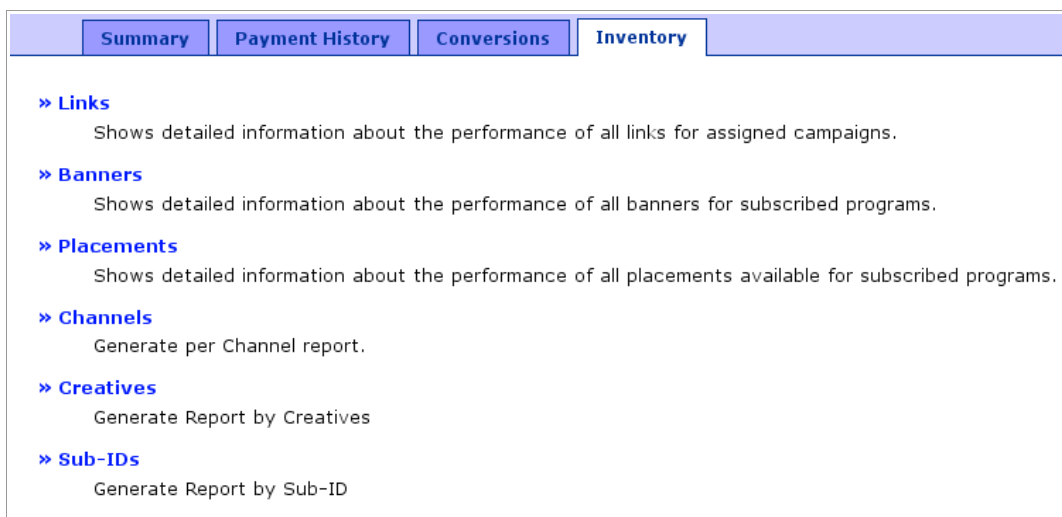 Summary Payment History Conversions Inventory
» Links
Shows detailed information about the performance of all links for assigned campaigns.
» Banners
Shows detailed information about the performance of all banners for subscribed programs.
» Placements
Shows detailed information about the performance of all placements available for subscribed programs.
» Channels
Generate per Channel report.
» Creatives
Generate Report by Creatives
» Sub-IDs
Generate Report by Sub-ID